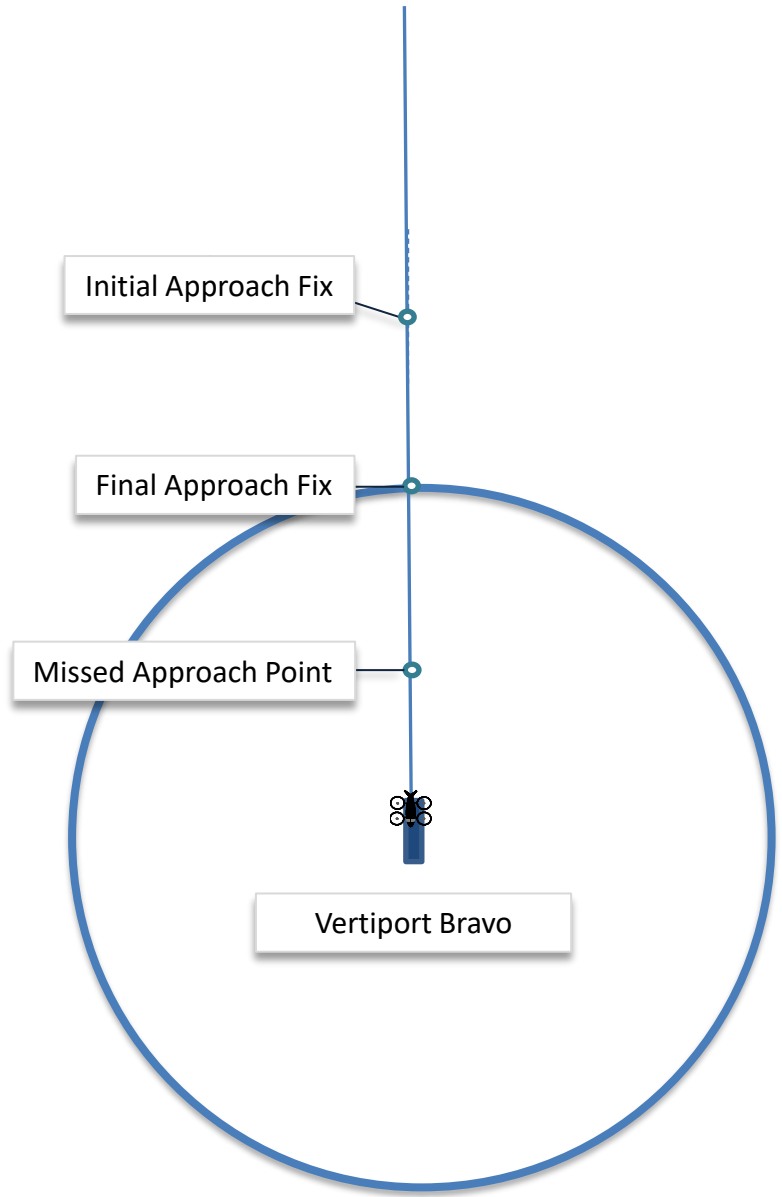 Initial Approach Fix
Final Approach Fix
Missed Approach Point
Vertiport Bravo